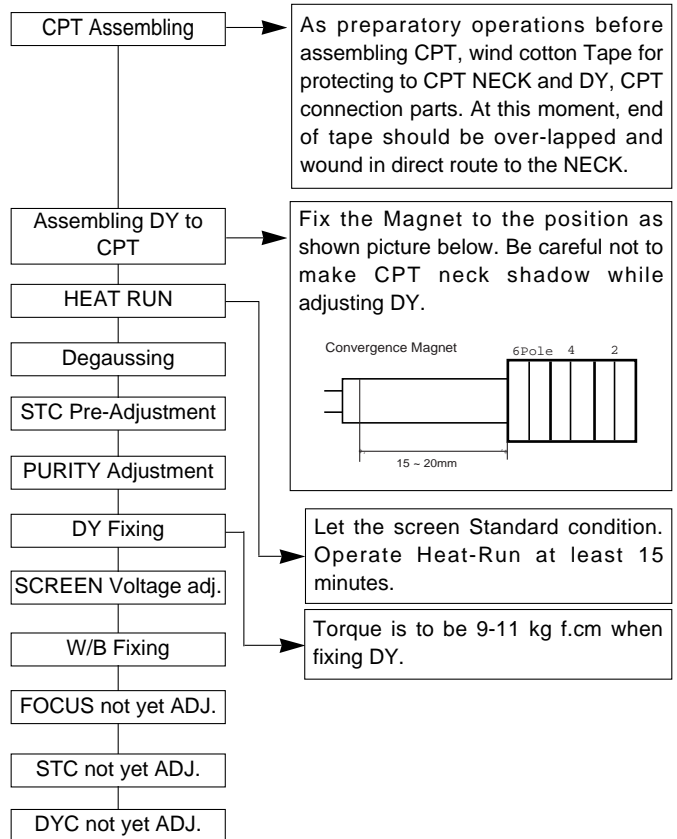 CPT Assembling
As preparatory operations before
assembling CPT, wind cotton Tape for
protecting to CPT NECK and DY, CPT
connection parts. At this moment, end
of tape should be over-lapped and
wound in direct route to the NECK.
Assembling DY to
CPT
Fix the Magnet to the position as
shown picture below. Be careful not to
make CPT neck shadow while
adjusting DY.
Convergence Magnet
6Pole 4 2
15 ~ 20mm
HEAT RUN
Degaussing
STC Pre-Adjustment
PURITY Adjustment
DY Fixing
Let the screen Standard condition.
Operate Heat-Run at least 15
minutes.
SCREEN Voltage adj.
Torque is to be 9-11 kg f.cm when
fixing DY.
W/B Fixing
FOCUS not yet ADJ.
STC not yet ADJ.
DYC not yet ADJ.